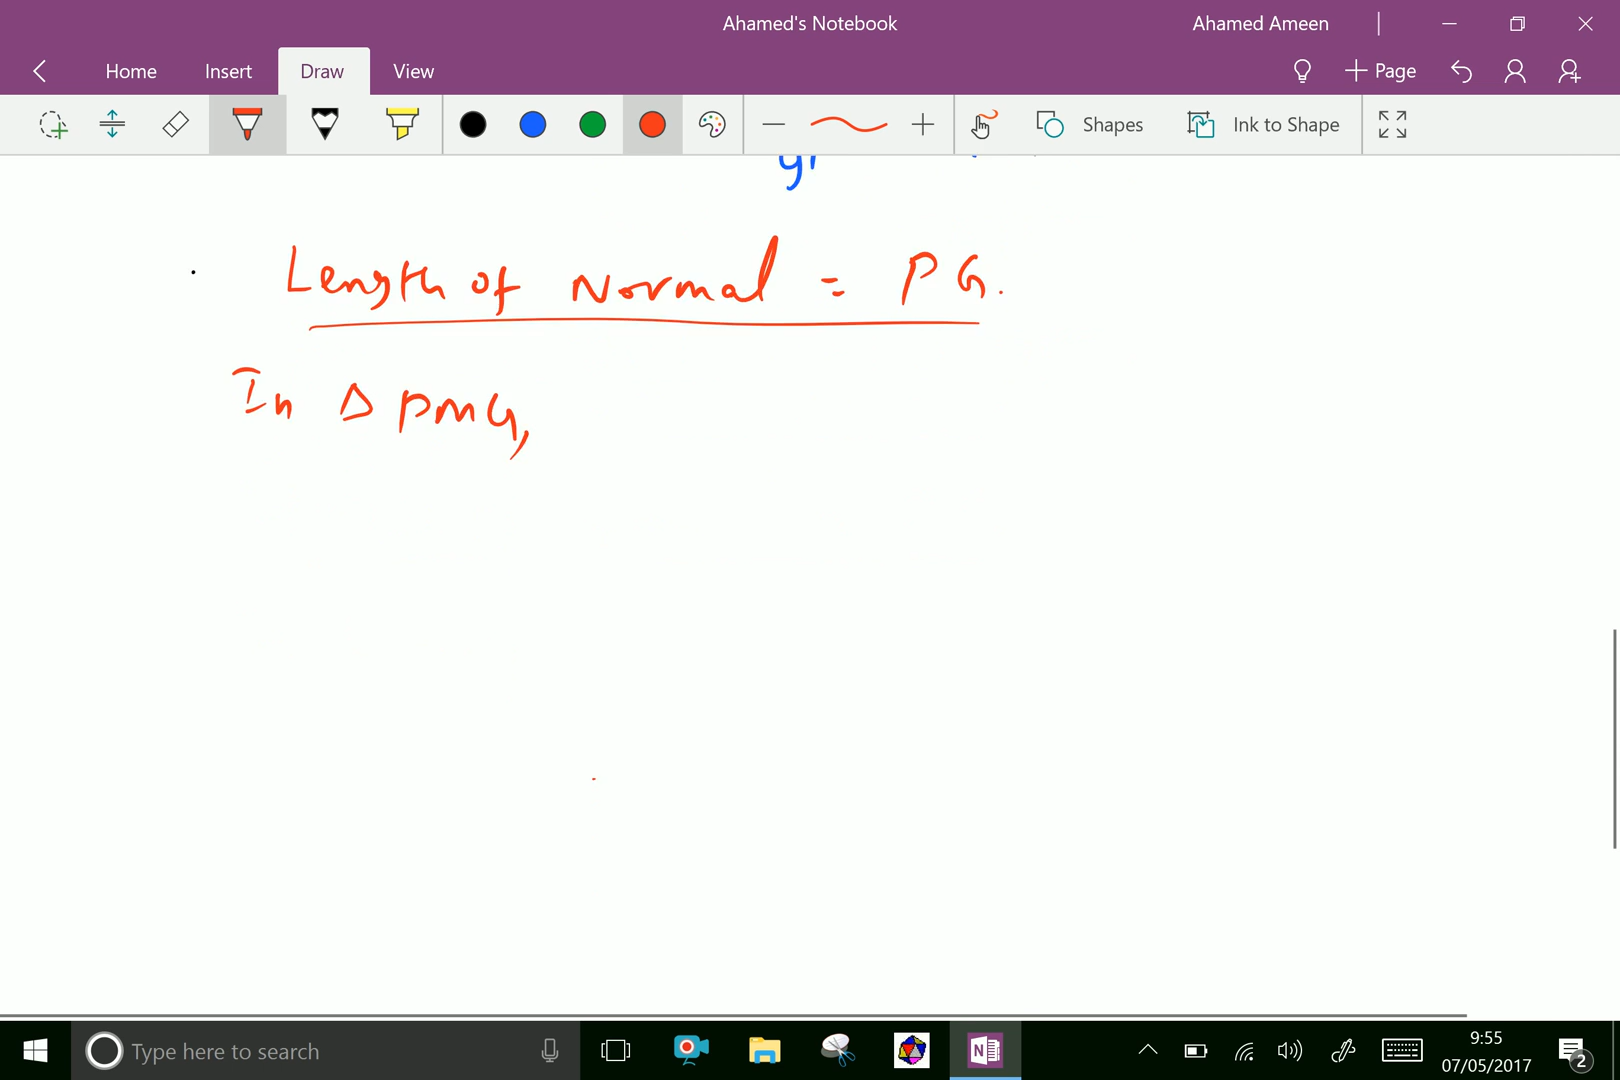 Ahamed's Notebook
Ahamed Ameen
Home Insert Draw View
Page
Shapes
Ink to Shape
y1
Length of Normal = PG.
In Δ PMG,
Type here to search
N
9:55
07/05/2017
2